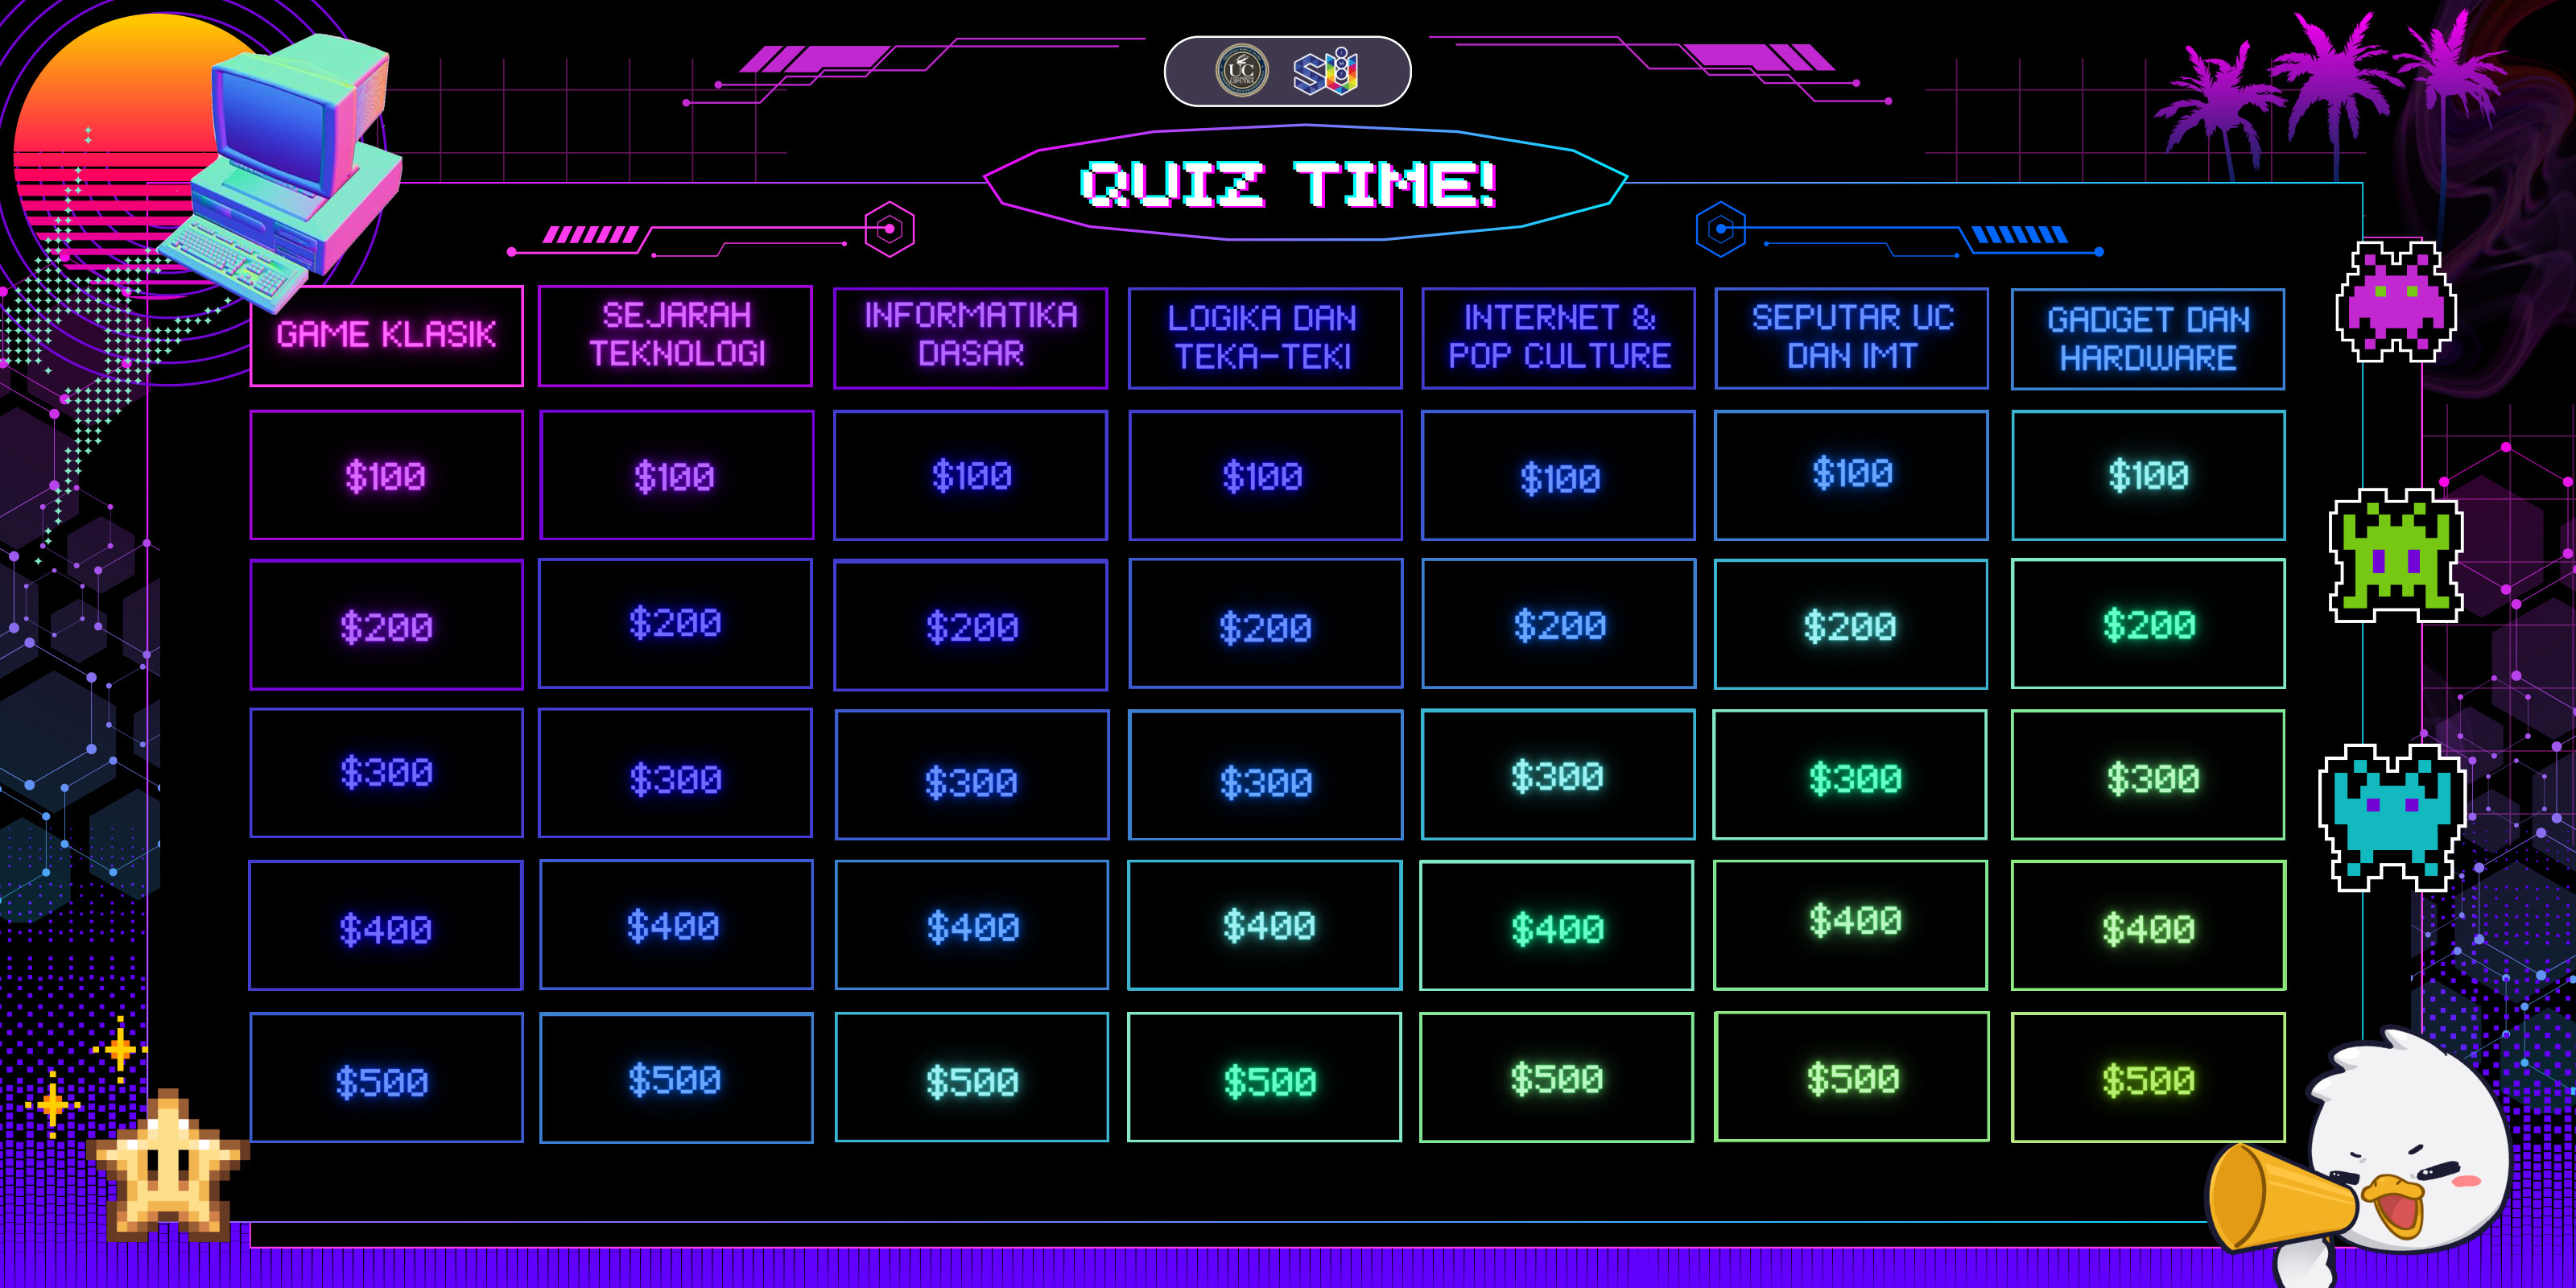 UC
CIPUTRA
SIU
QUIZ TIME!
GAME KLASIK
SEJARAH
TEKNOLOGI
INFORMATIKA
DASAR
LOGIKA DAN
TEKA-TEKI
INTERNET &
POP CULTURE
SEPUTAR UC
DAN IMT
GADGET DAN
HARDWARE
$100 $100 $100 $100 $100 $100 $100
$200 $200 $200 $200 $200 $200 $200
$300 $300 $300 $300 $300 $300 $300
$400 $400 $400 $400 $400 $400 $400
$500 $500 $500 $500 $500 $500 $500